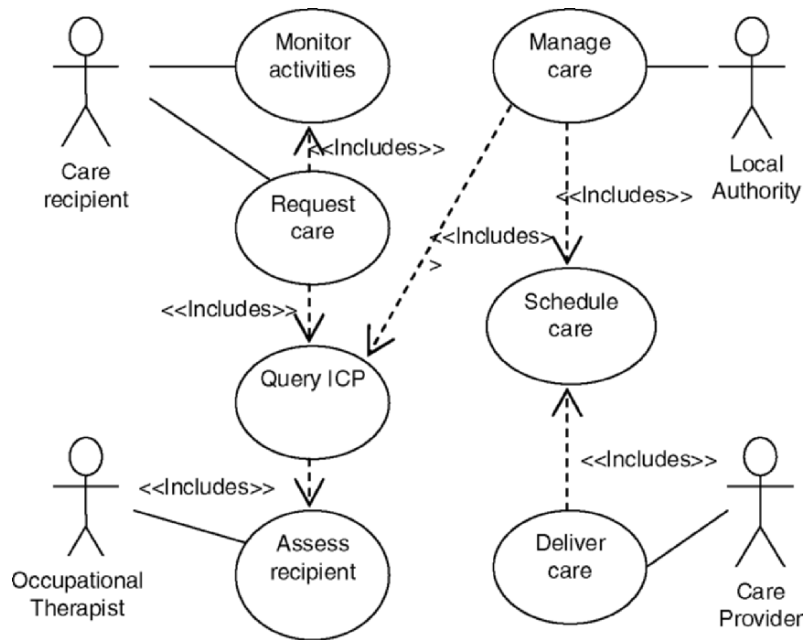 Monitor
activities
Manage
care
<<Includes>>
<<Includes>>
Care
recipient
Local
Authority
Request
care
<<Includes>
>
<<Includes>>
Schedule
care
Query ICP
<<Includes>>
<<Includes>>
Assess
recipient
Deliver
care
Occupational
Therapist
Care
Provider